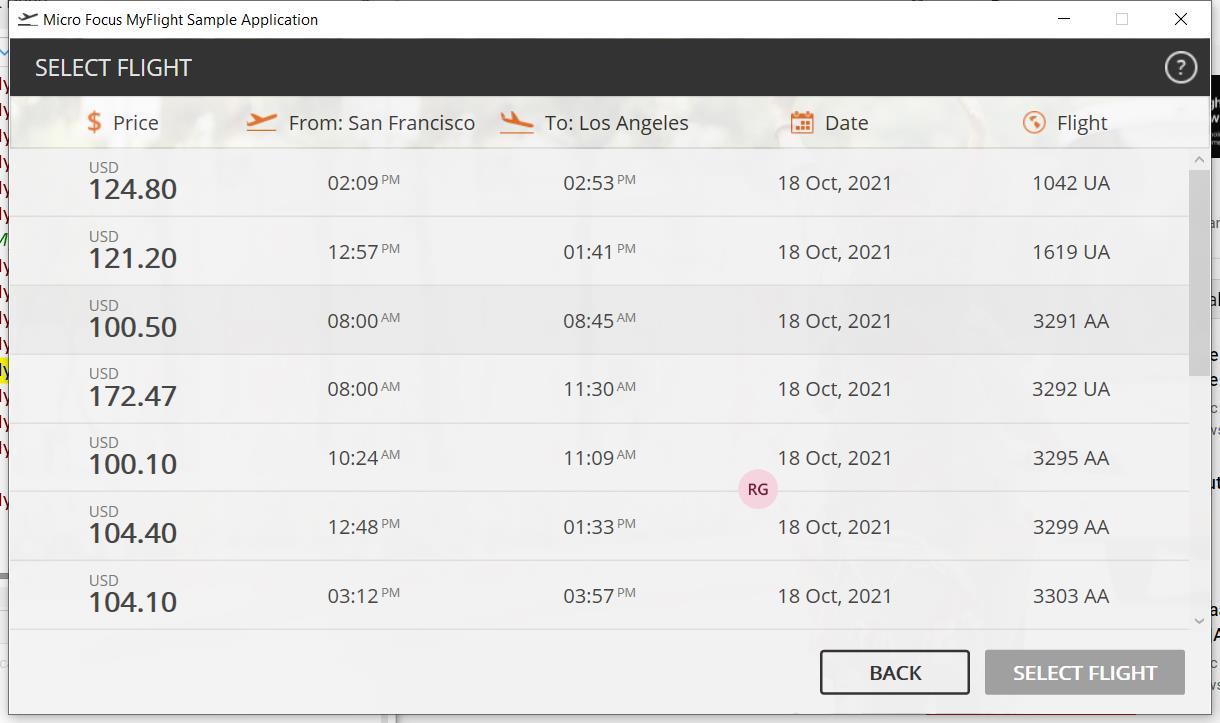 Micro Focus MyFlight Sample Application
SELECT FLIGHT ?
$ Price From: San Francisco To: Los Angeles Date Flight
USD
124.80 02:09 PM 02:53 PM 18 Oct, 2021 1042 UA
USD
121.20 12:57 PM 01:41 PM 18 Oct, 2021 1619 UA
USD
100.50 08:00 AM 08:45 AM 18 Oct, 2021 3291 AA
USD
172.47 08:00 AM 11:30 AM 18 Oct, 2021 3292 UA
USD
100.10 10:24 AM 11:09 AM 18 Oct, 2021 3295 AA
RG
USD
104.40 12:48 PM 01:33 PM 18 Oct, 2021 3299 AA
USD
104.10 03:12 PM 03:57 PM 18 Oct, 2021 3303 AA
BACK SELECT FLIGHT